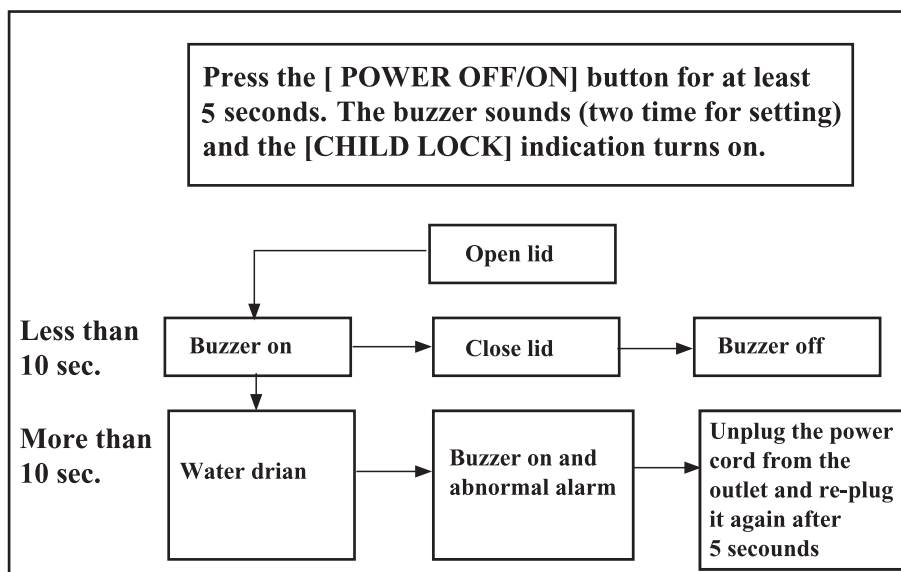 Press the [ POWER OFF/ON] button for at least
5 seconds. The buzzer sounds (two time for setting)
and the [CHILD LOCK] indication turns on.
Open lid
Less than
10 sec.
Buzzer on
Close lid
Buzzer off
More than
10 sec.
Water drian
Buzzer on and
abnormal alarm
Unplug the power
cord from the
outlet and re-plug
it again after
5 secounds